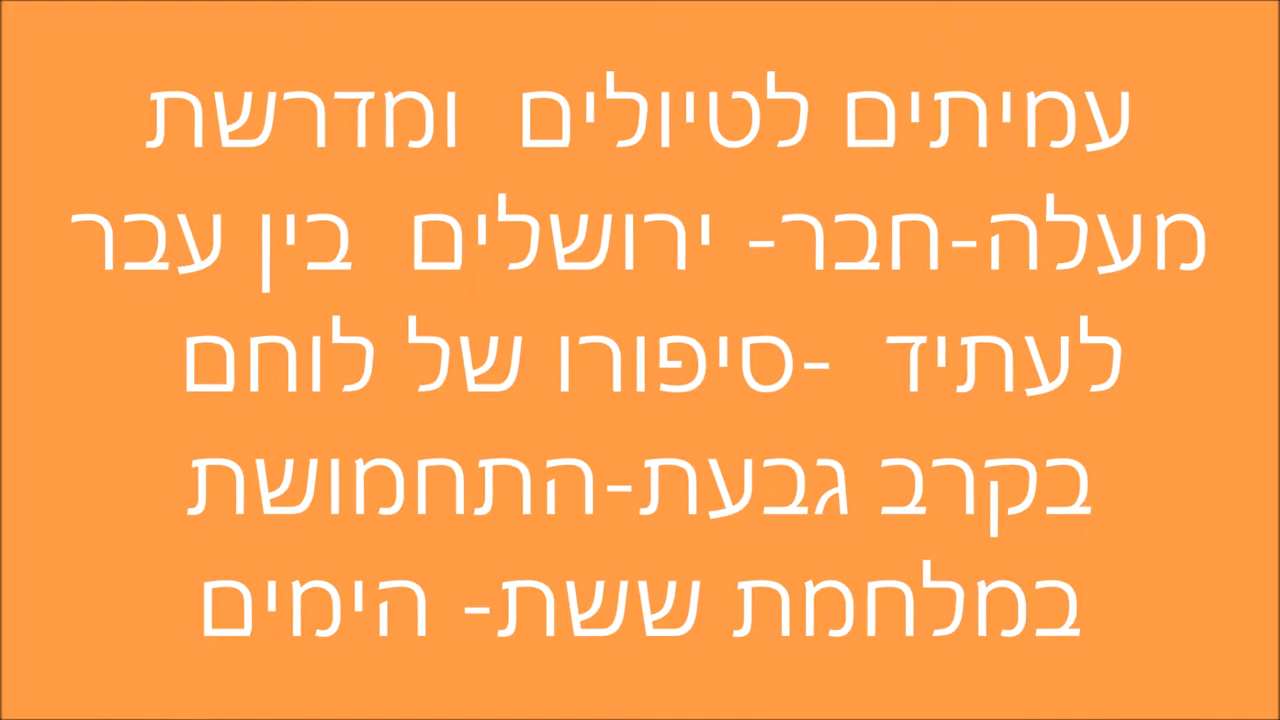 עמיתים לטיולים  ומדרשת
מעלה-חבר- ירושלים  בין עבר
לעתיד  -סיפורו של לוחם
בקרב גבעת-התחמושת
במלחמת ששת- הימים